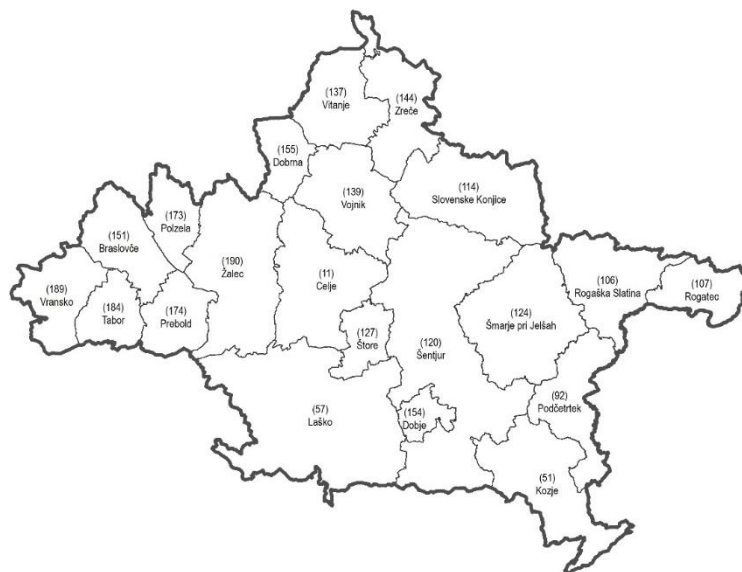 (137)
Vitanje
(144)
Zreče
(155)
Dobrna
(139)
Vojnik
(114)
Slovenske Konjice
(173)
Polzela
(151)
Braslovče
(190)
Žalec
(11)
Celje
(189)
Vransko
(184)
Tabor
(174)
Prebold
(127)
Štore
(120)
Šentjur
(124)
Šmarje pri Jelšah
(106)
Rogaška Slatina
(107)
Rogatec
(57)
Laško
(154)
Dobje
(92)
Podčetrtek
(51)
Kozje